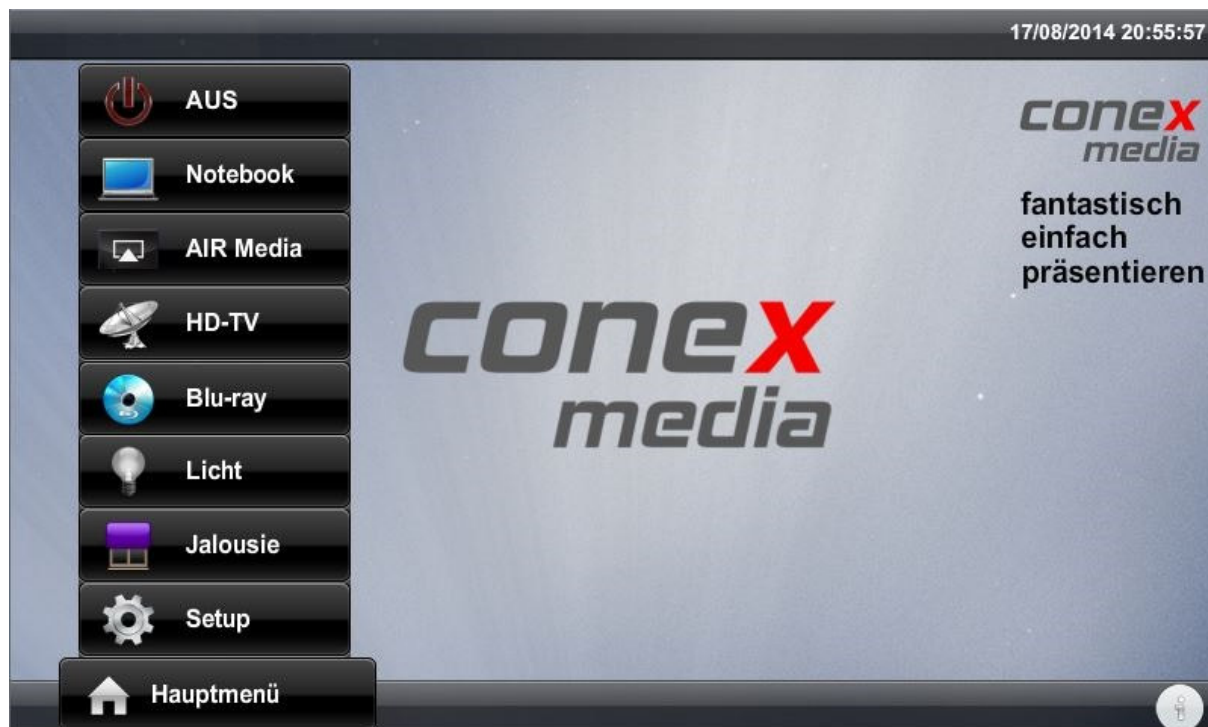 17/08/2014 20:55:57
AUS
Notebook
AIR Media
HD-TV
Blu-ray
Licht
Jalousie
Setup
Hauptmenü
conex
media
conex
media
fantastisch
einfach
präsentieren
i